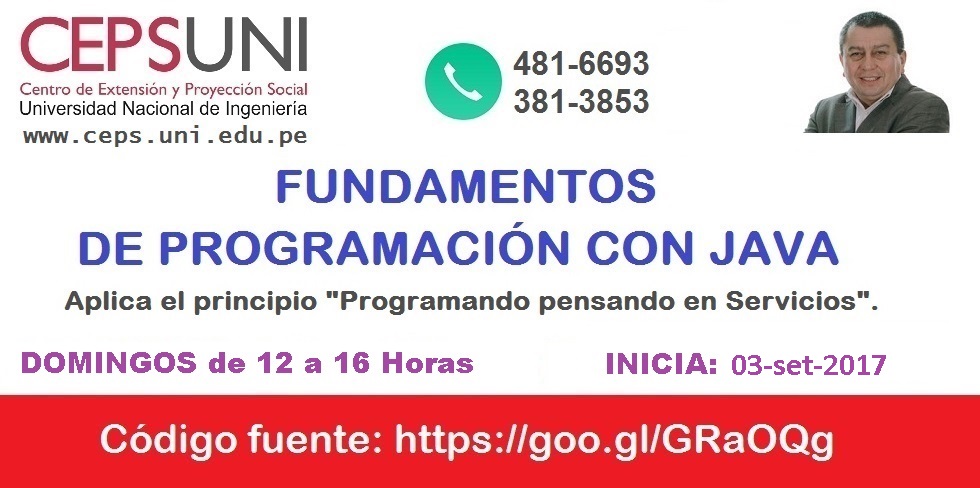 CEPSUNI
Centro de Extensión y Proyección Social
Universidad Nacional de Ingeniería
www.ceps.uni.edu.pe
481-6693
381-3853
FUNDAMENTOS
DE PROGRAMACIÓN CON JAVA
Aplica el principio "Programando pensando en Servicios".
DOMINGOS de 12 a 16 Horas
INICIA: 03-set-2017
Código fuente: https://goo.gl/GRaOQg